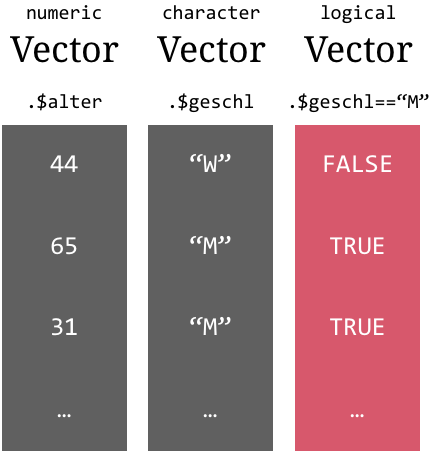 numeric character logical
Vector Vector Vector
.$alter .$geschl .$geschl==“M”
44 “W” FALSE
65 “M” TRUE
31 “M” TRUE
… … …